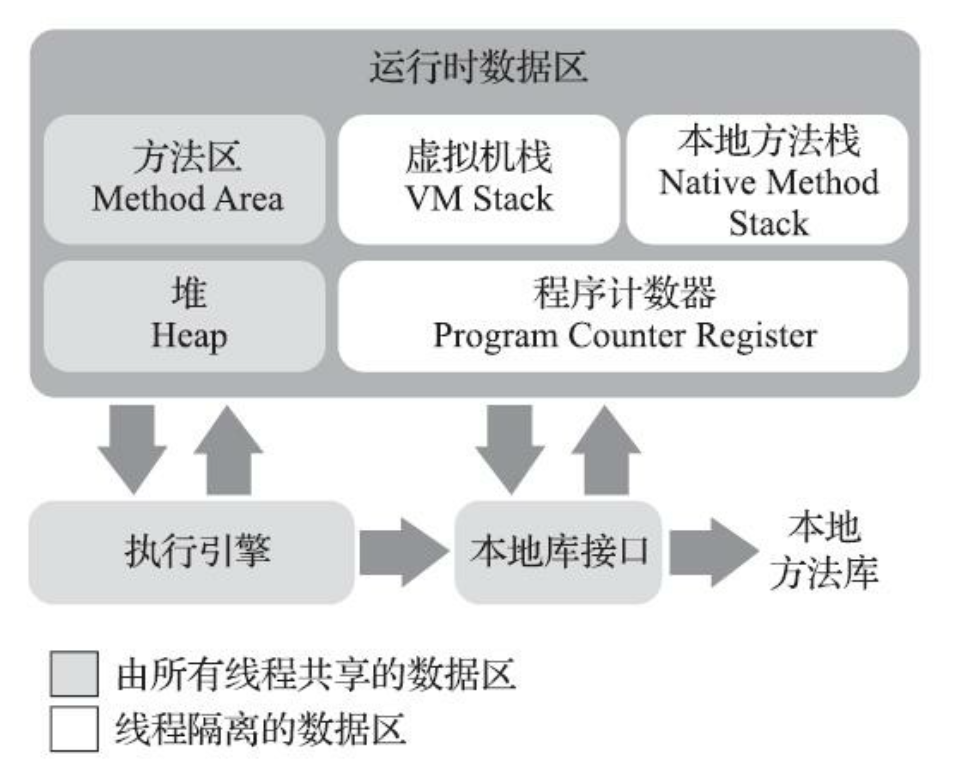 运行时数据区
方法区
Method Area
虚拟机栈
VM Stack
本地方法栈
Native Method
Stack
堆
Heap
程序计数器
Program Counter Register
执行引擎
本地库接口
本地
方法库
由所有线程共享的数据区
线程隔离的数据区